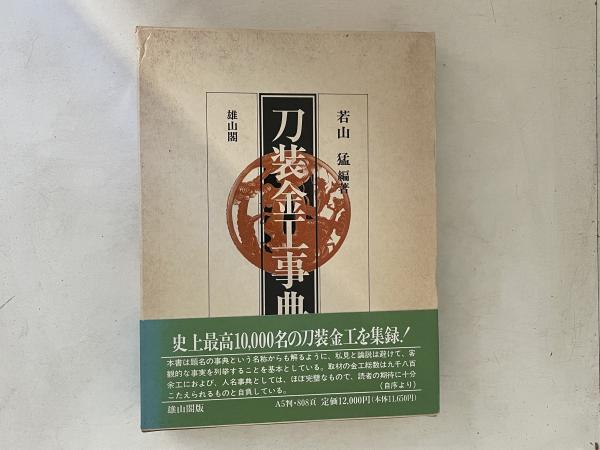 若山 猛 編著
刀装金工事典
雄山閣
史上最高10,000名の刀装金工を集録!
本書は題名の事典という名称からも解るように、私見と論説は避けて、客
観的な事実を列挙することを基本としている。取材の金工総数は九千八百
余工におよび、人名事典としては、ほぼ完璧なもので、読者の期待に十分
こたえられるものと自負している。 (自序より)
雄山閣版 A5判・808頁 定価12,000円(本体11,650円)